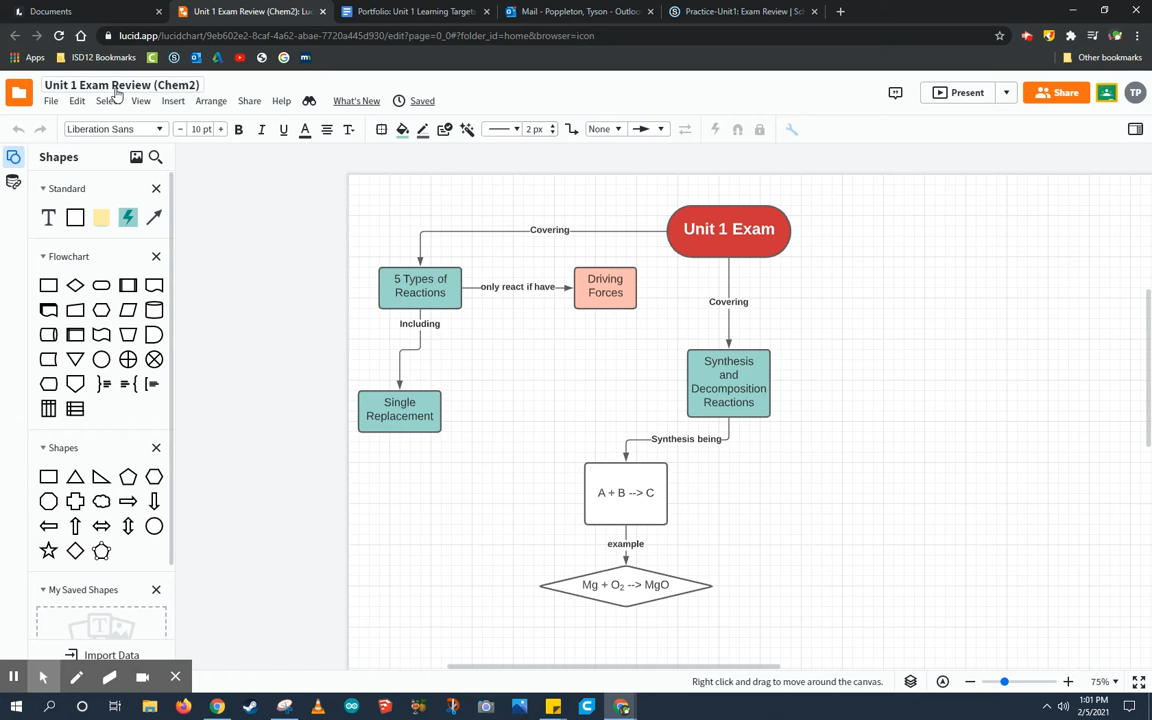 Documents
Unit 1 Exam Review (Chem2): Luc
Portfolio: Unit 1 Learning Targets
Mail - Poppleton, Tyson - Outloo
Practice-Unit1: Exam Review | Sch
lucid.app/lucidchart/9eb602e2-8caf-4a62-abae-7720a445d930/edit?page=0_0#?folder_id=home&browser=icon
Apps
ISD12 Bookmarks
Other bookmarks
Unit 1 Exam Review (Chem2)
File Edit Select View Insert Arrange Share Help What's New Saved
Present
Share
TP
Liberation Sans
10 pt
B I U A
2 px
None
Shapes
Standard
Flowchart
Shapes
My Saved Shapes
Import Data
Unit 1 Exam
Covering
5 Types of
Reactions
only react if have
Driving
Forces
Including
Covering
Single
Replacement
Synthesis
and
Decomposition
Reactions
Synthesis being
A + B --> C
example
Mg + O₂ --> MgO
Right click and drag to move around the canvas.
75%
1:01 PM
2/5/2021